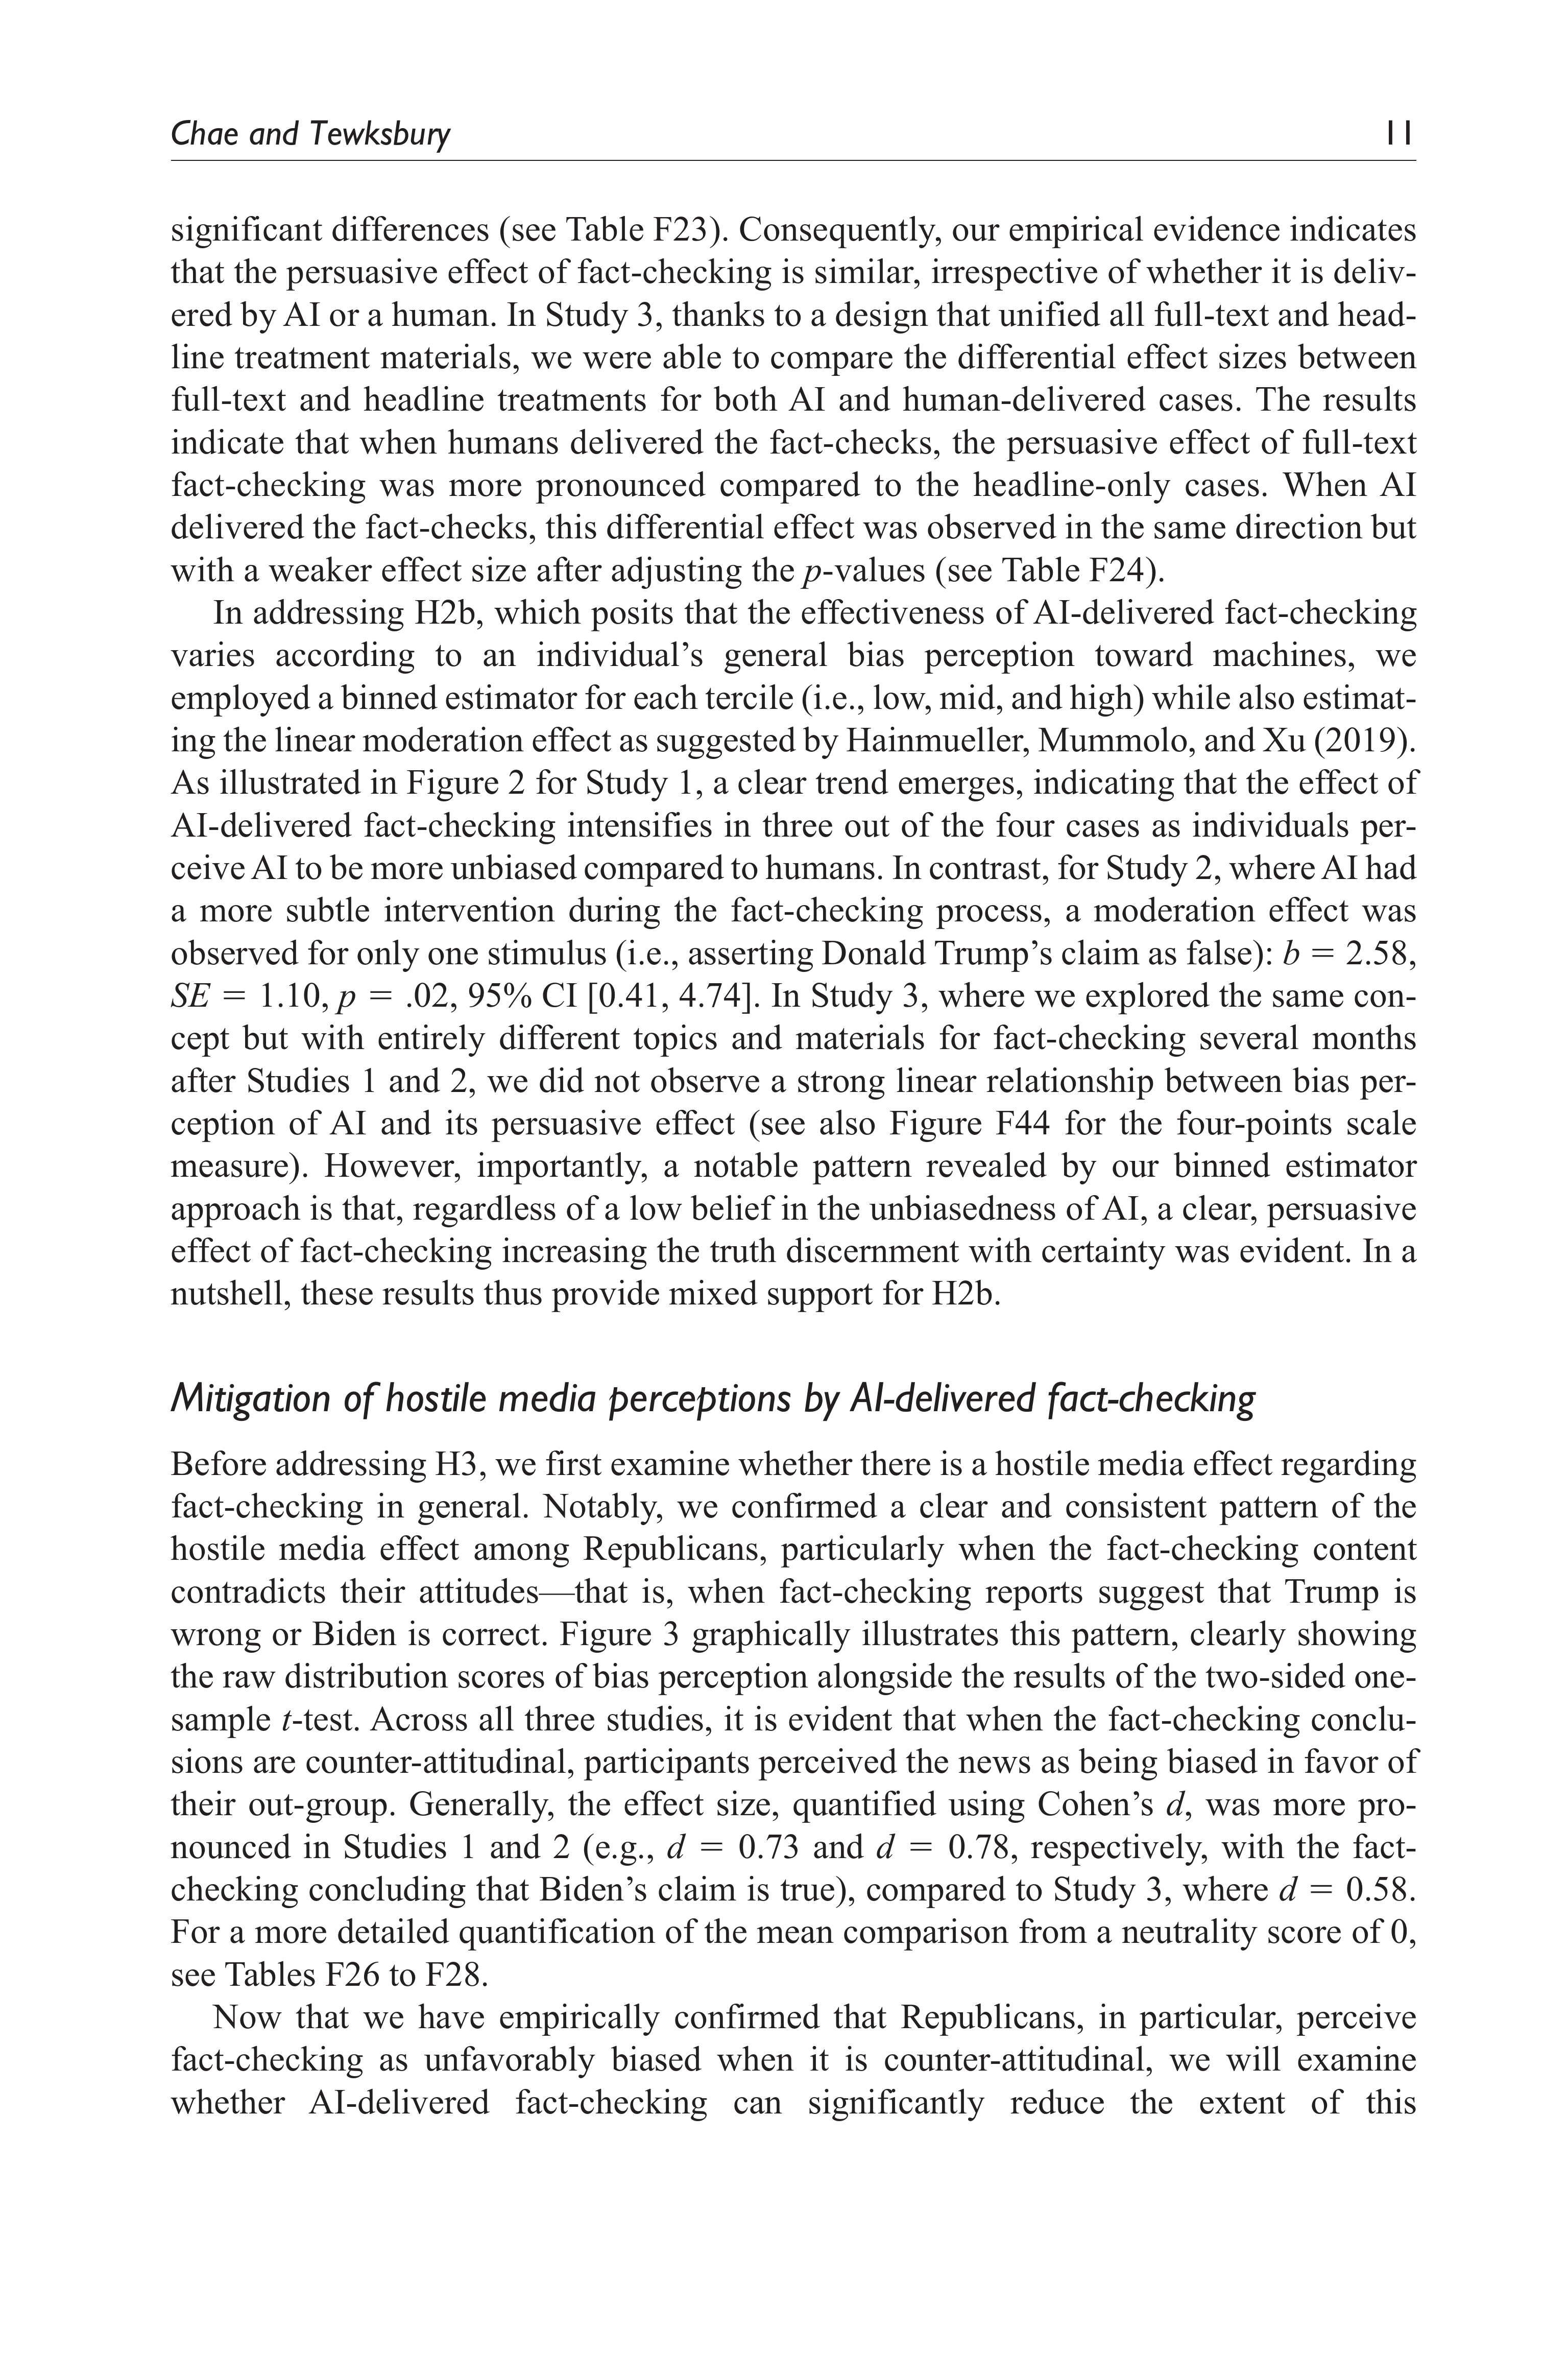 Chae and Tewksbury 11
significant differences (see Table F23). Consequently, our empirical evidence indicates
that the persuasive effect of fact-checking is similar, irrespective of whether it is deliv-
ered by AI or a human. In Study 3, thanks to a design that unified all full-text and head-
line treatment materials, we were able to compare the differential effect sizes between
full-text and headline treatments for both AI and human-delivered cases. The results
indicate that when humans delivered the fact-checks, the persuasive effect of full-text
fact-checking was more pronounced compared to the headline-only cases. When AI
delivered the fact-checks, this differential effect was observed in the same direction but
with a weaker effect size after adjusting the p-values (see Table F24).
In addressing H2b, which posits that the effectiveness of AI-delivered fact-checking
varies according to an individual’s general bias perception toward machines, we
employed a binned estimator for each tercile (i.e., low, mid, and high) while also estimat-
ing the linear moderation effect as suggested by Hainmueller, Mummolo, and Xu (2019).
As illustrated in Figure 2 for Study 1, a clear trend emerges, indicating that the effect of
AI-delivered fact-checking intensifies in three out of the four cases as individuals per-
ceive AI to be more unbiased compared to humans. In contrast, for Study 2, where AI had
a more subtle intervention during the fact-checking process, a moderation effect was
observed for only one stimulus (i.e., asserting Donald Trump’s claim as false): b = 2.58,
SE = 1.10, p = .02, 95% CI [0.41, 4.74]. In Study 3, where we explored the same con-
cept but with entirely different topics and materials for fact-checking several months
after Studies 1 and 2, we did not observe a strong linear relationship between bias per-
ception of AI and its persuasive effect (see also Figure F44 for the four-points scale
measure). However, importantly, a notable pattern revealed by our binned estimator
approach is that, regardless of a low belief in the unbiasedness of AI, a clear, persuasive
effect of fact-checking increasing the truth discernment with certainty was evident. In a
nutshell, these results thus provide mixed support for H2b.
Mitigation of hostile media perceptions by AI-delivered fact-checking
Before addressing H3, we first examine whether there is a hostile media effect regarding
fact-checking in general. Notably, we confirmed a clear and consistent pattern of the
hostile media effect among Republicans, particularly when the fact-checking content
contradicts their attitudes—that is, when fact-checking reports suggest that Trump is
wrong or Biden is correct. Figure 3 graphically illustrates this pattern, clearly showing
the raw distribution scores of bias perception alongside the results of the two-sided one-
sample t-test. Across all three studies, it is evident that when the fact-checking conclu-
sions are counter-attitudinal, participants perceived the news as being biased in favor of
their out-group. Generally, the effect size, quantified using Cohen’s d, was more pro-
nounced in Studies 1 and 2 (e.g., d = 0.73 and d = 0.78, respectively, with the fact-
checking concluding that Biden’s claim is true), compared to Study 3, where d = 0.58.
For a more detailed quantification of the mean comparison from a neutrality score of 0,
see Tables F26 to F28.
Now that we have empirically confirmed that Republicans, in particular, perceive
fact-checking as unfavorably biased when it is counter-attitudinal, we will examine
whether AI-delivered fact-checking can significantly reduce the extent of this